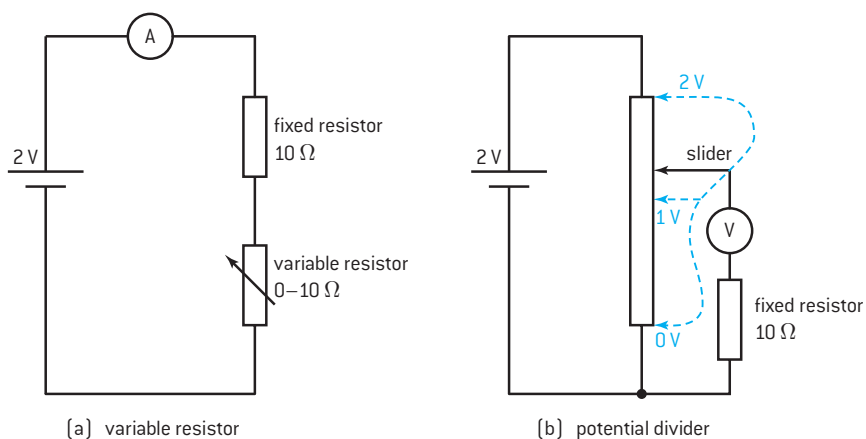 A
fixed resistor
10 Ω
2 V
variable resistor
0–10 Ω
(a) variable resistor
2 V
slider
2 V
1 V
V
fixed resistor
10 Ω
0 V
(b) potential divider